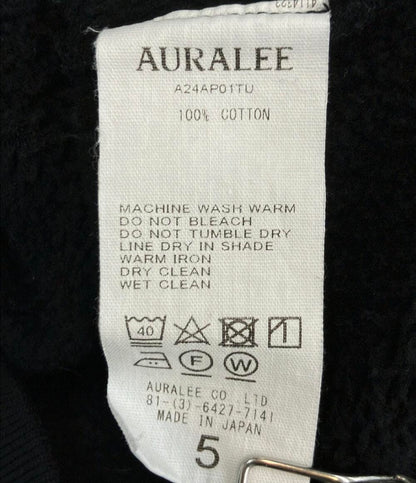 AURALEE
A24AP01TU
100% COTTON
MACHINE WASH WARM
DO NOT BLEACH
DO NOT TUMBLE DRY
LINE DRY IN SHADE
WARM IRON
DRY CLEAN
WET CLEAN
40
F W
AURALEE CO.,LTD
81-(3)-6427-7141
MADE IN JAPAN
5